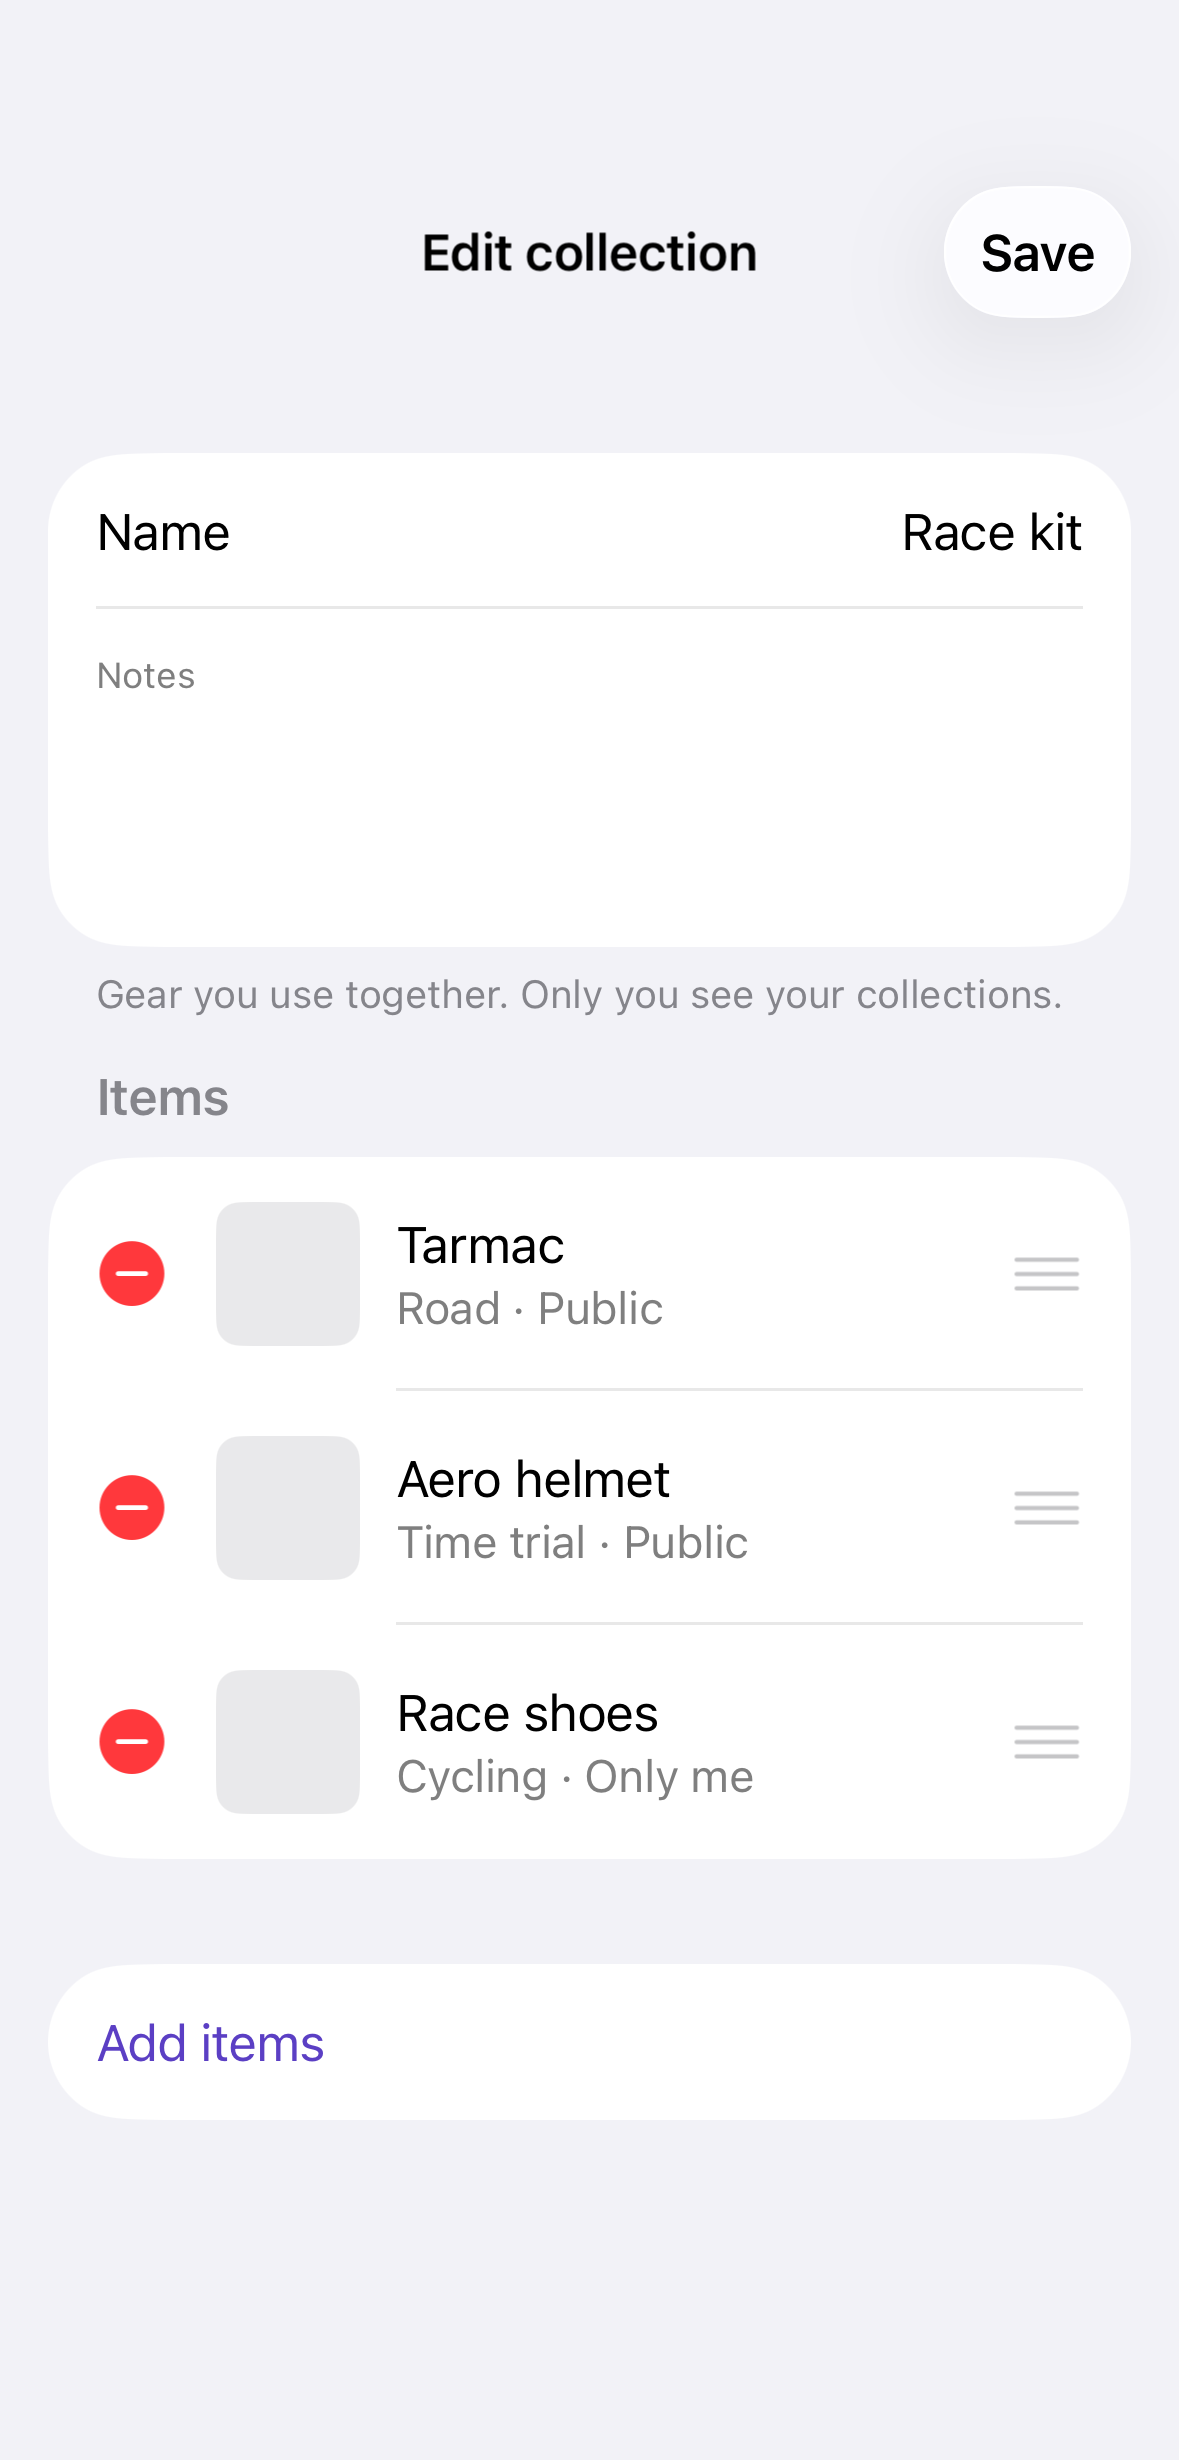 Edit collection
Save
Name
Race kit
Notes
Gear you use together. Only you see your collections.
Items
Tarmac
Road · Public
Aero helmet
Time trial · Public
Race shoes
Cycling · Only me
Add items